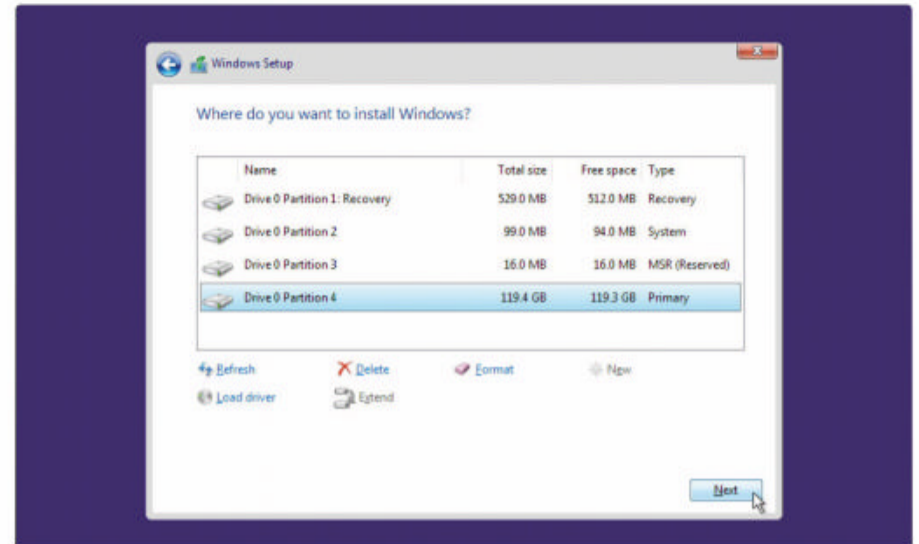 Windows Setup
Where do you want to install Windows?
Name Total size Free space Type
Drive 0 Partition 1: Recovery 529.0 MB 512.0 MB Recovery
Drive 0 Partition 2 99.0 MB 94.0 MB System
Drive 0 Partition 3 16.0 MB 16.0 MB MSR (Reserved)
Drive 0 Partition 4 119.4 GB 119.3 GB Primary
Refresh Delete Format New
Load driver Extend
Next